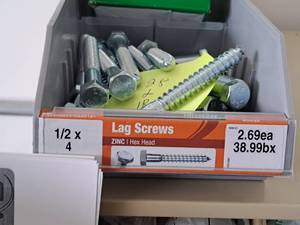 1/2 x
4
Lag Screws
ZINC | Hex Head
2.69ea
38.99bx